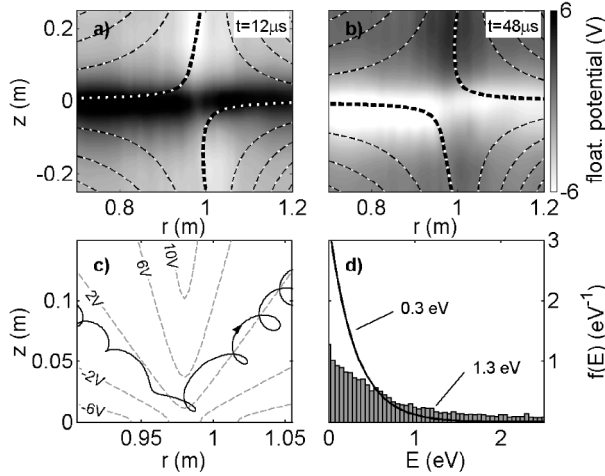 a) t=12μs
b) t=48μs
0.2
0
-0.2
z (m)
0.8 1 1.2
r (m)
0.8 1 1.2
r (m)
6
-6
float. potential (V)
c)
10V
6V
2V
2V
-2V
-2V
-6V
-6V
0.1
0.05
0
z (m)
0.95 1 1.05
r (m)
d)
0.3 eV
1.3 eV
3
2
1
f(E) (eV⁻¹)
0 1 2
E (eV)